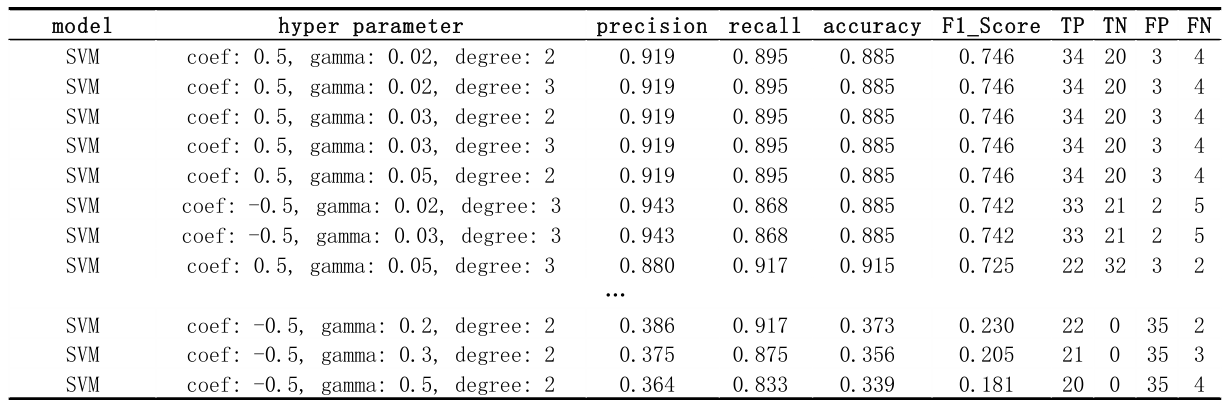 model hyper parameter precision recall accuracy F1_Score TP TN FP FN
SVM coef: 0.5, gamma: 0.02, degree: 2 0.919 0.895 0.885 0.746 34 20 3 4
SVM coef: 0.5, gamma: 0.02, degree: 3 0.919 0.895 0.885 0.746 34 20 3 4
SVM coef: 0.5, gamma: 0.03, degree: 2 0.919 0.895 0.885 0.746 34 20 3 4
SVM coef: 0.5, gamma: 0.03, degree: 3 0.919 0.895 0.885 0.746 34 20 3 4
SVM coef: 0.5, gamma: 0.05, degree: 2 0.919 0.895 0.885 0.746 34 20 3 4
SVM coef: -0.5, gamma: 0.02, degree: 3 0.943 0.868 0.885 0.742 33 21 2 5
SVM coef: -0.5, gamma: 0.03, degree: 3 0.943 0.868 0.885 0.742 33 21 2 5
SVM coef: 0.5, gamma: 0.05, degree: 3 0.880 0.917 0.915 0.725 22 32 3 2
…
SVM coef: -0.5, gamma: 0.2, degree: 2 0.386 0.917 0.373 0.230 22 0 35 2
SVM coef: -0.5, gamma: 0.3, degree: 2 0.375 0.875 0.356 0.205 21 0 35 3
SVM coef: -0.5, gamma: 0.5, degree: 2 0.364 0.833 0.339 0.181 20 0 35 4